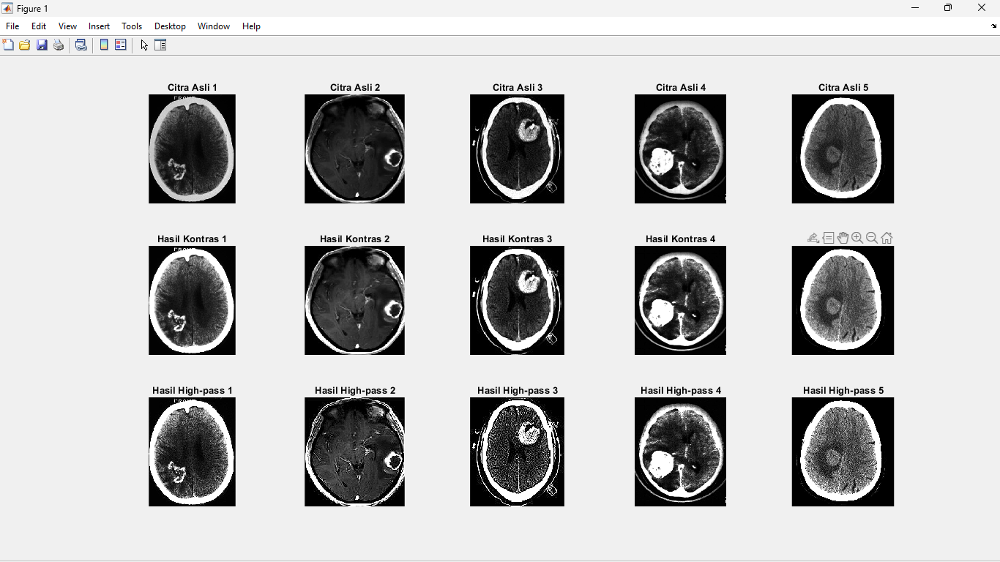 Figure 1
File Edit View Insert Tools Desktop Window Help
Citra Asli 1 Citra Asli 2 Citra Asli 3 Citra Asli 4 Citra Asli 5
Hasil Kontras 1 Hasil Kontras 2 Hasil Kontras 3 Hasil Kontras 4
Hasil High-pass 1 Hasil High-pass 2 Hasil High-pass 3 Hasil High-pass 4 Hasil High-pass 5